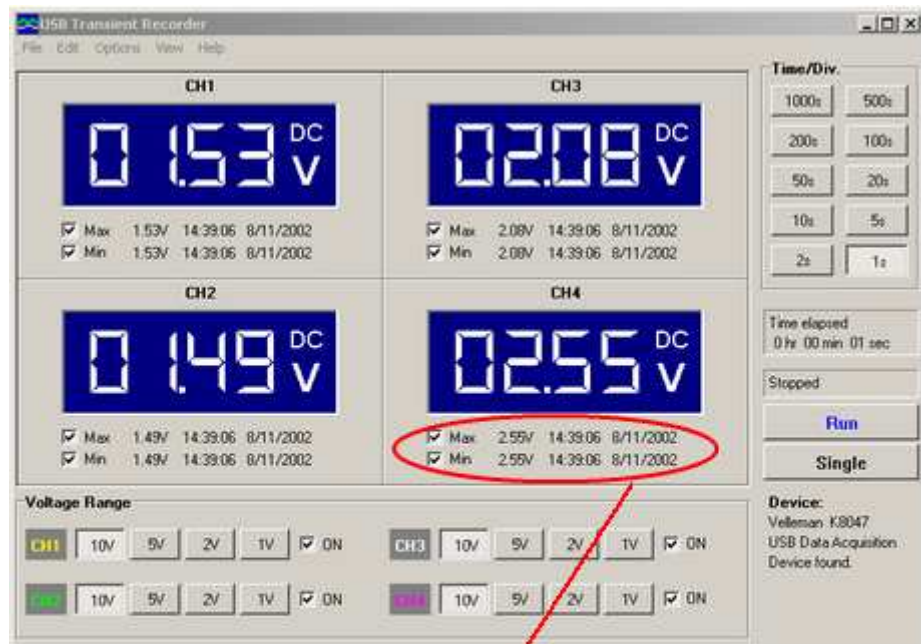 USB Transient Recorder
File Edit Options View Help
CH1
01.53 DC V
Max 1.53V 14:39:06 8/11/2002
Min 1.53V 14:39:06 8/11/2002
CH3
02.08 DC V
Max 2.08V 14:39:06 8/11/2002
Min 2.08V 14:39:06 8/11/2002
CH2
01.49 DC V
Max 1.49V 14:39:06 8/11/2002
Min 1.49V 14:39:06 8/11/2002
CH4
02.55 DC V
Max 2.55V 14:39:06 8/11/2002
Min 2.55V 14:39:06 8/11/2002
Voltage Range
CH1 10V 5V 2V 1V ON
CH3 10V 5V 2V 1V ON
CH2 10V 5V 2V 1V ON
CH4 10V 5V 2V 1V ON
Time/Div.
1000s 500s
200s 100s
50s 20s
10s 5s
2s 1s
Time elapsed
0 hr 00 min 01 sec
Stopped
Run
Single
Device:
Velleman K8047
USB Data Acquisition
Device found.